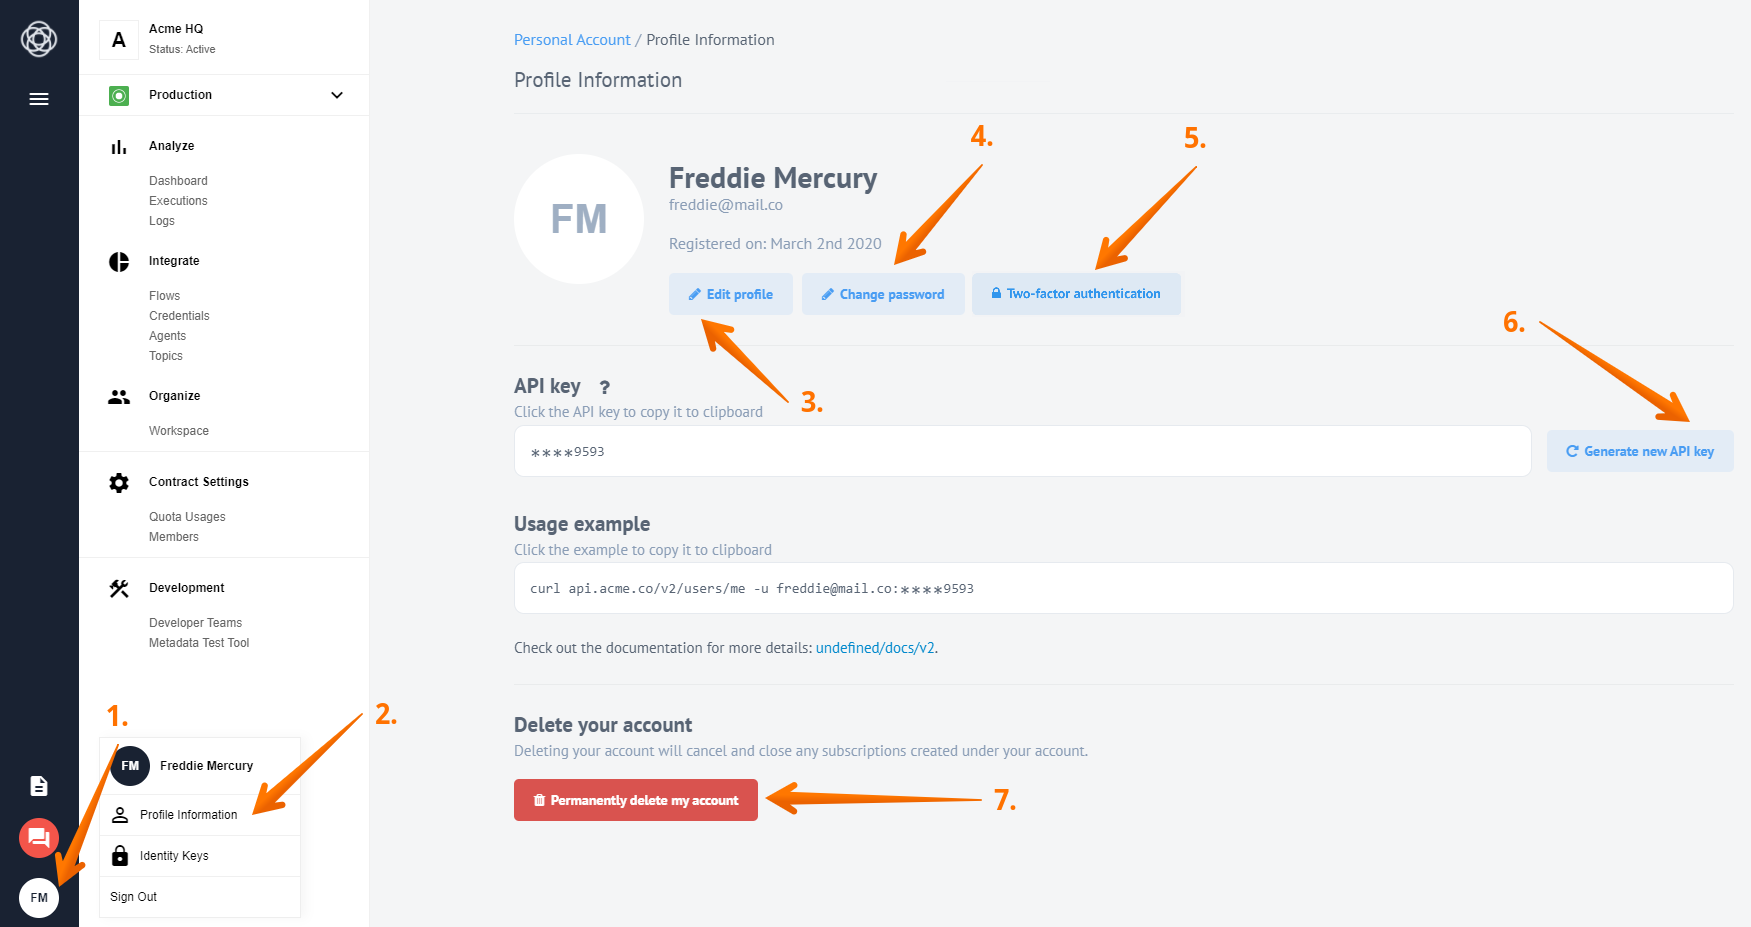 A
Acme HQ
Status: Active
Production
Analyze
Dashboard
Executions
Logs
Integrate
Flows
Credentials
Agents
Topics
Organize
Workspace
Contract Settings
Quota Usages
Members
Development
Developer Teams
Metadata Test Tool
1.
2.
FM Freddie Mercury
Profile Information
Identity Keys
Sign Out
FM
Personal Account / Profile Information
Profile Information
4.
5.
FM
Freddie Mercury
freddie@mail.co
Registered on: March 2nd 2020
Edit profile Change password Two-factor authentication
3.
6.
API key ?
Click the API key to copy it to clipboard
****9593
Generate new API key
Usage example
Click the example to copy it to clipboard
curl api.acme.co/v2/users/me -u freddie@mail.co:****9593
Check out the documentation for more details: undefined/docs/v2.
Delete your account
Deleting your account will cancel and close any subscriptions created under your account.
Permanently delete my account
7.